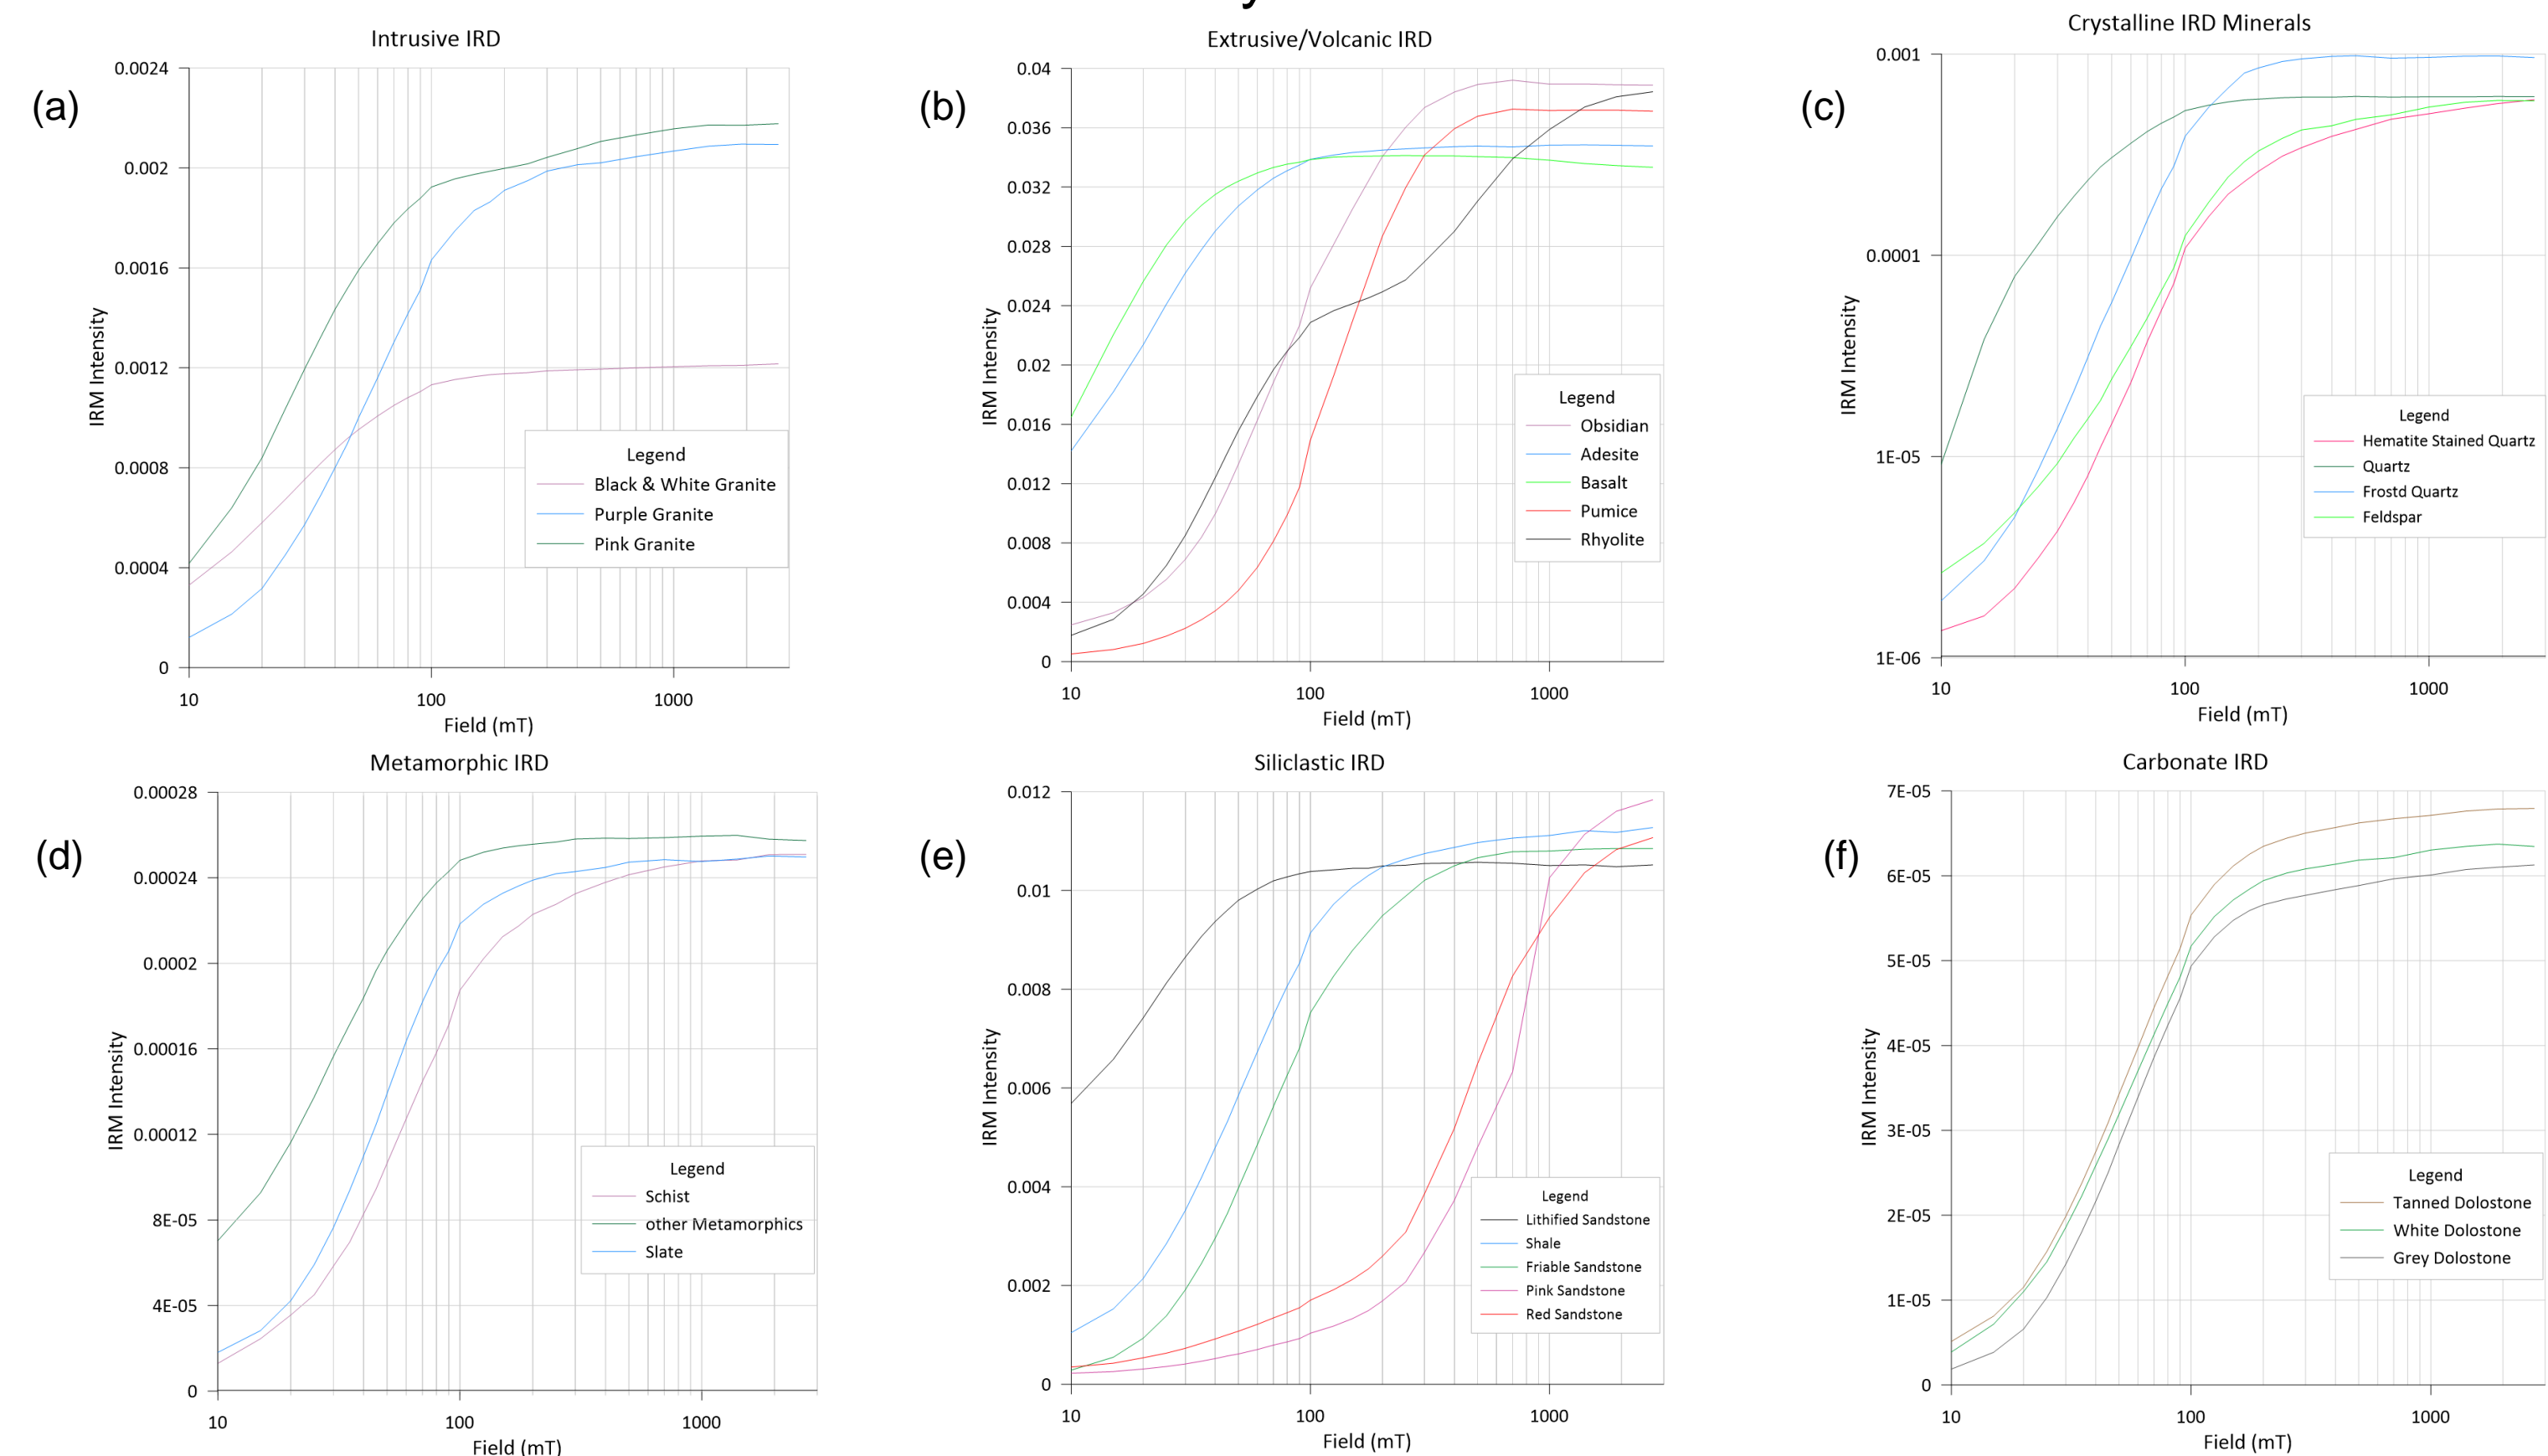 y
(a)
Intrusive IRD
IRM Intensity
0.0024
0.002
0.0016
0.0012
0.0008
0.0004
0
10 100 1000
Field (mT)
Legend
Black & White Granite
Purple Granite
Pink Granite
(b)
Extrusive/Volcanic IRD
IRM Intensity
0.04
0.036
0.032
0.028
0.024
0.02
0.016
0.012
0.008
0.004
0
10 100 1000
Field (mT)
Legend
Obsidian
Adesite
Basalt
Pumice
Rhyolite
(c)
Crystalline IRD Minerals
IRM Intensity
0.001
0.0001
1E-05
1E-06
10 100 1000
Field (mT)
Legend
Hematite Stained Quartz
Quartz
Frostd Quartz
Feldspar
(d)
Metamorphic IRD
IRM Intensity
0.00028
0.00024
0.0002
0.00016
0.00012
8E-05
4E-05
0
10 100 1000
Field (mT)
Legend
Schist
other Metamorphics
Slate
(e)
Siliclastic IRD
IRM Intensity
0.012
0.01
0.008
0.006
0.004
0.002
0
10 100 1000
Field (mT)
Legend
Lithified Sandstone
Shale
Friable Sandstone
Pink Sandstone
Red Sandstone
(f)
Carbonate IRD
IRM Intensity
7E-05
6E-05
5E-05
4E-05
3E-05
2E-05
1E-05
0
10 100 1000
Field (mT)
Legend
Tanned Dolostone
White Dolostone
Grey Dolostone